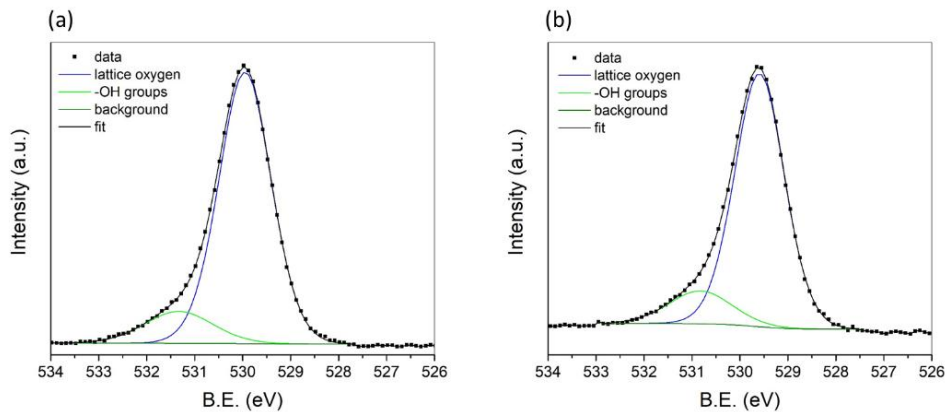 (a)
data
lattice oxygen
-OH groups
background
fit
Intensity (a.u.)
534 533 532 531 530 529 528 527 526
B.E. (eV)
(b)
data
lattice oxygen
-OH groups
background
fit
Intensity (a.u.)
534 533 532 531 530 529 528 527 526
B.E. (eV)